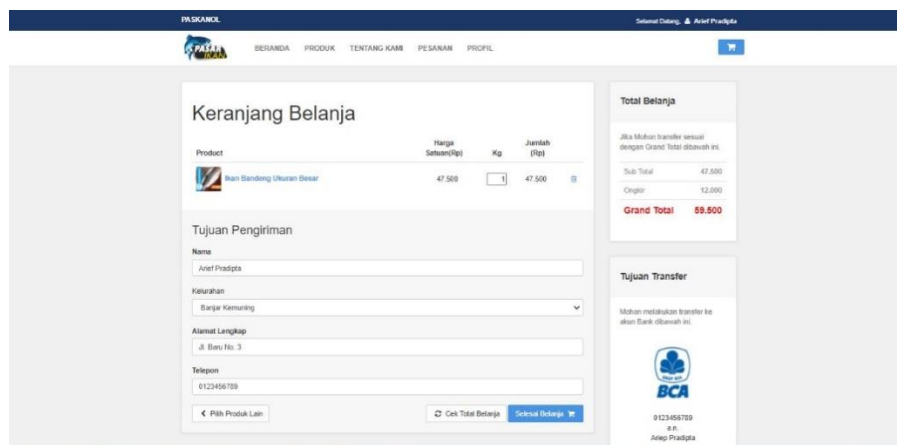 PASKANOL
Selamat Datang, Arief Pradipta
PASAR IKAN
BERANDA PRODUK TENTANG KAMI PESANAN PROFIL
Keranjang Belanja
Product Harga Satuan(Rp) Kg Jumlah (Rp)
Ikan Bandeng Ukuran Besar 47.500 1 47.500
Tujuan Pengiriman
Nama
Arief Pradipta
Kelurahan
Banjar Kemuning
Alamat Lengkap
Jl. Baru No. 3
Telepon
0123456789
Pilih Produk Lain Cek Total Belanja Selesai Belanja
Total Belanja
Jika Mohon transfer sesuai
dengan Grand Total dibawah ini.
Sub Total 47.500
Ongkir 12.000
Grand Total 59.500
Tujuan Transfer
Mohon melakukan transfer ke
akun Bank dibawah ini.
BCA
0123456789
a.n.
Ariep Pradipta